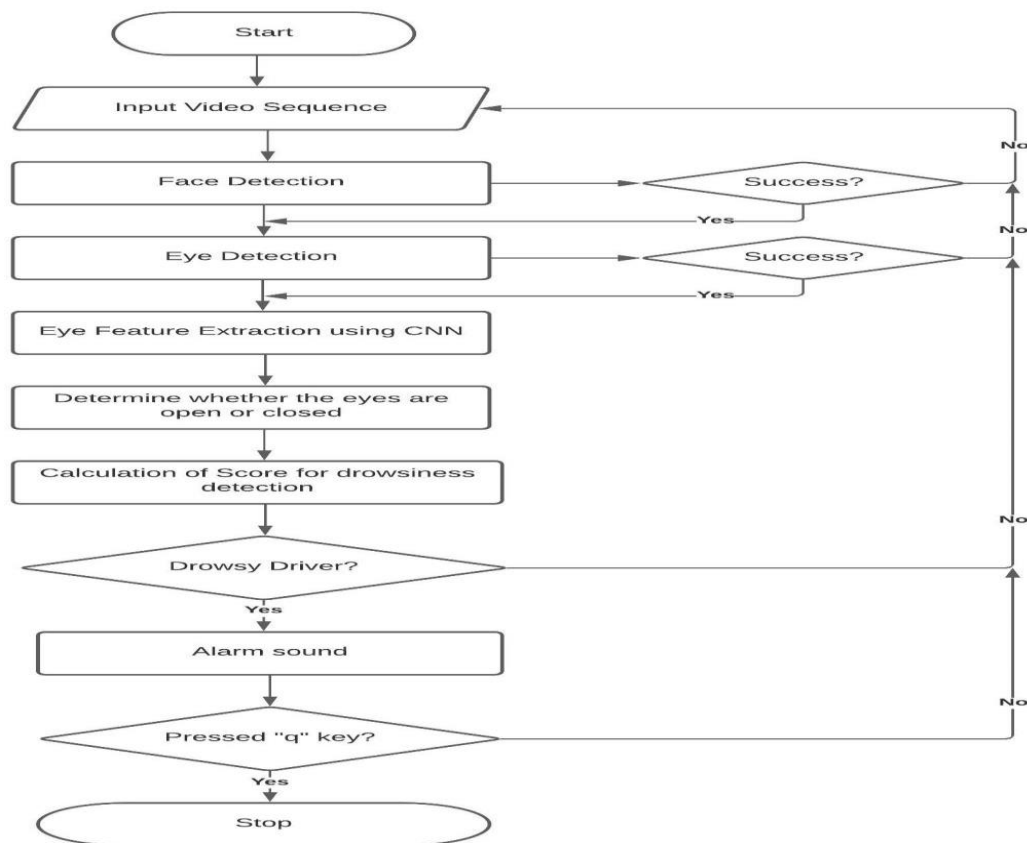 Start
Input Video Sequence
No
Face Detection
Success?
Yes
No
Eye Detection
Success?
Yes
Eye Feature Extraction using CNN
Determine whether the eyes are
open or closed
Calculation of Score for drowsiness
detection
No
Drowsy Driver?
Yes
Alarm sound
No
Pressed "q" key?
Yes
Stop